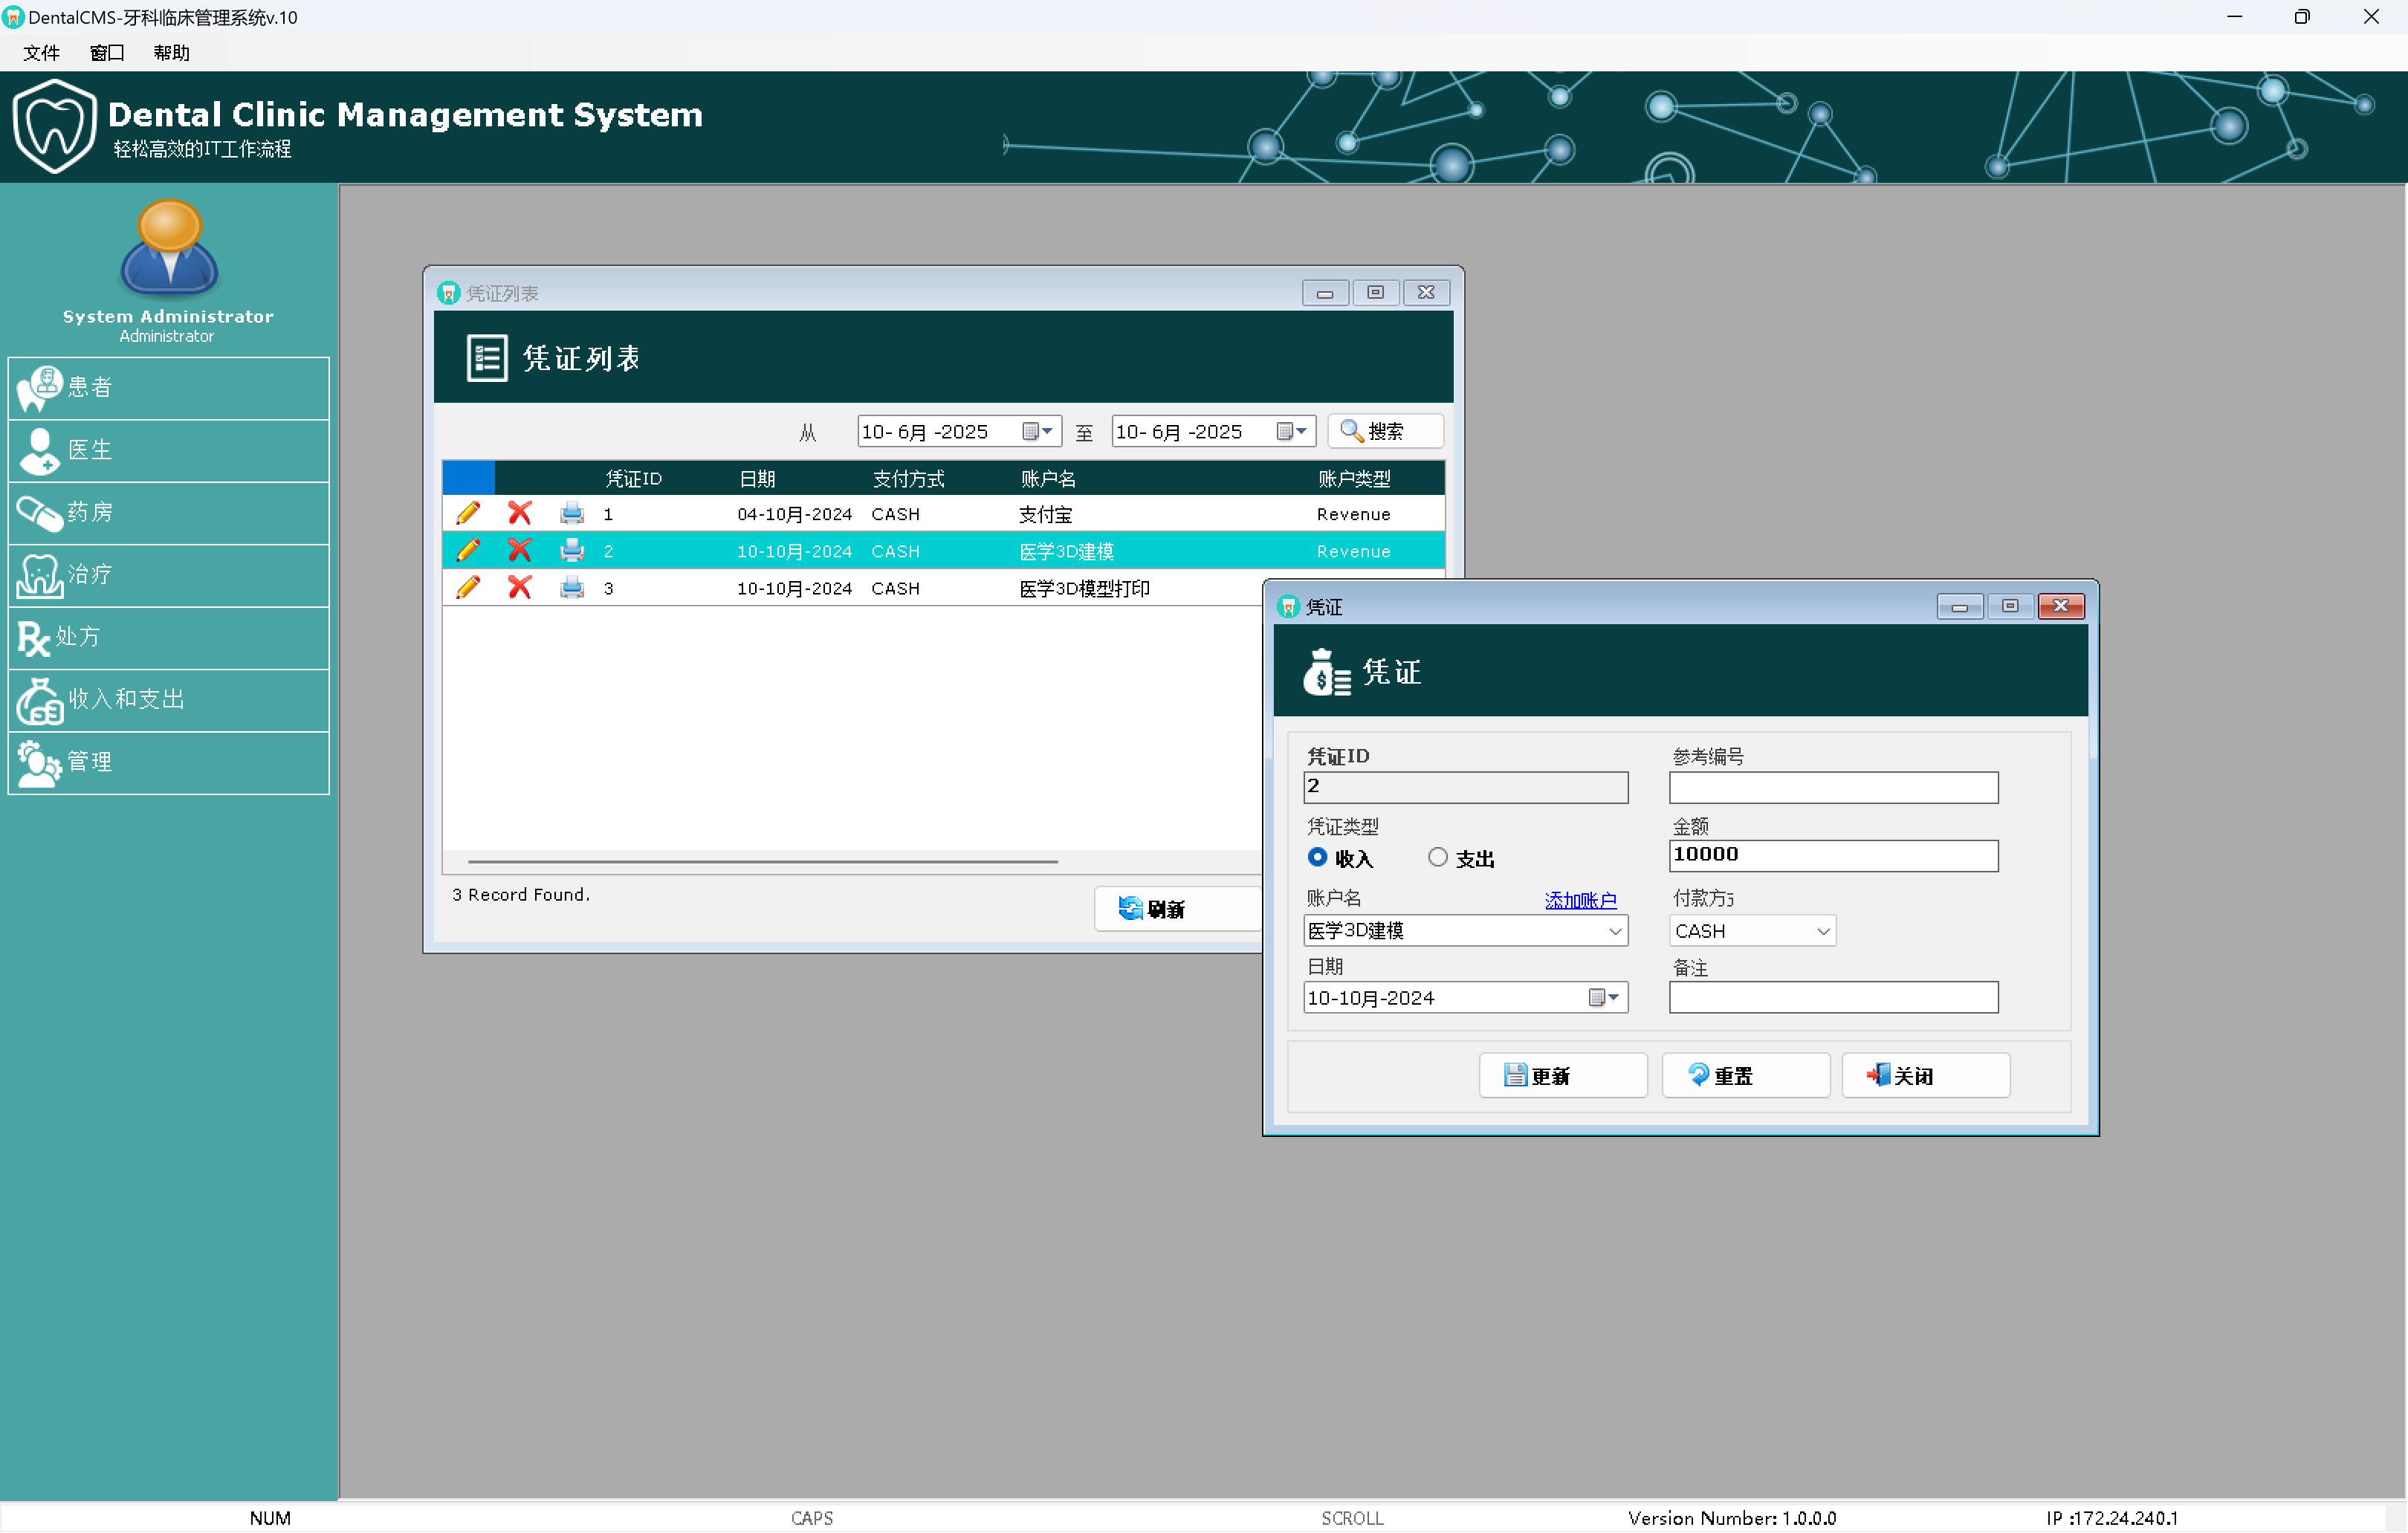 DentalCMS-牙科临床管理系统v.10
文件 窗口 帮助
Dental Clinic Management System
轻松高效的IT工作流程
System Administrator
Administrator
患者
医生
药房
治疗
处方
收入和支出
管理
凭证列表
凭证列表
从 10- 6月 -2025 至 10- 6月 -2025 搜索
凭证ID 日期 支付方式 账户名 账户类型
1 04-10月-2024 CASH 支付宝 Revenue
2 10-10月-2024 CASH 医学3D建模 Revenue
3 10-10月-2024 CASH 医学3D模型打印
3 Record Found.
刷新
凭证
凭证
凭证ID 参考编号
2
凭证类型 金额
收入 支出 10000
账户名 添加账户 付款方
医学3D建模 CASH
日期 备注
10-10月-2024
更新 重置 关闭
NUM CAPS SCROLL Version Number: 1.0.0.0 IP :172.24.240.1